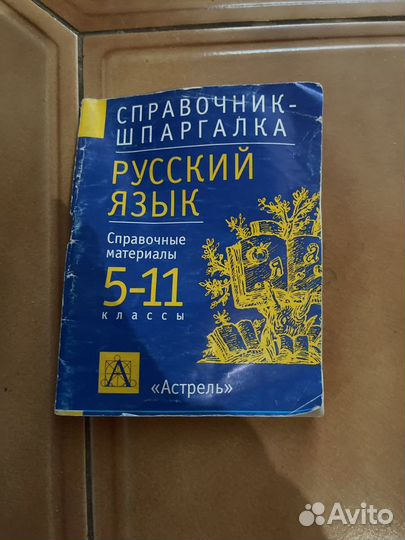 СПРАВОЧНИК-
ШПАРГАЛКА
РУССКИЙ
ЯЗЫК
Справочные
материалы
5-11
классы
А
«Астрель»
Avito